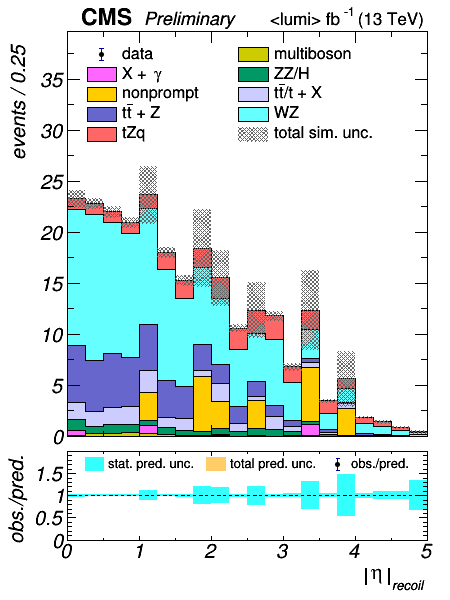 CMS Preliminary <lumi> fb⁻¹ (13 TeV)
events / 0.25
35
30
25
20
15
10
5
0
data
multiboson
X + γ
ZZ/H
nonprompt
tt̄/t + X
tt̄ + Z
WZ
tZq
total sim. unc.
obs./pred.
1.5
1
0.5
0
stat. pred. unc. total pred. unc. obs./pred.
0 1 2 3 4 5
|η|recoil